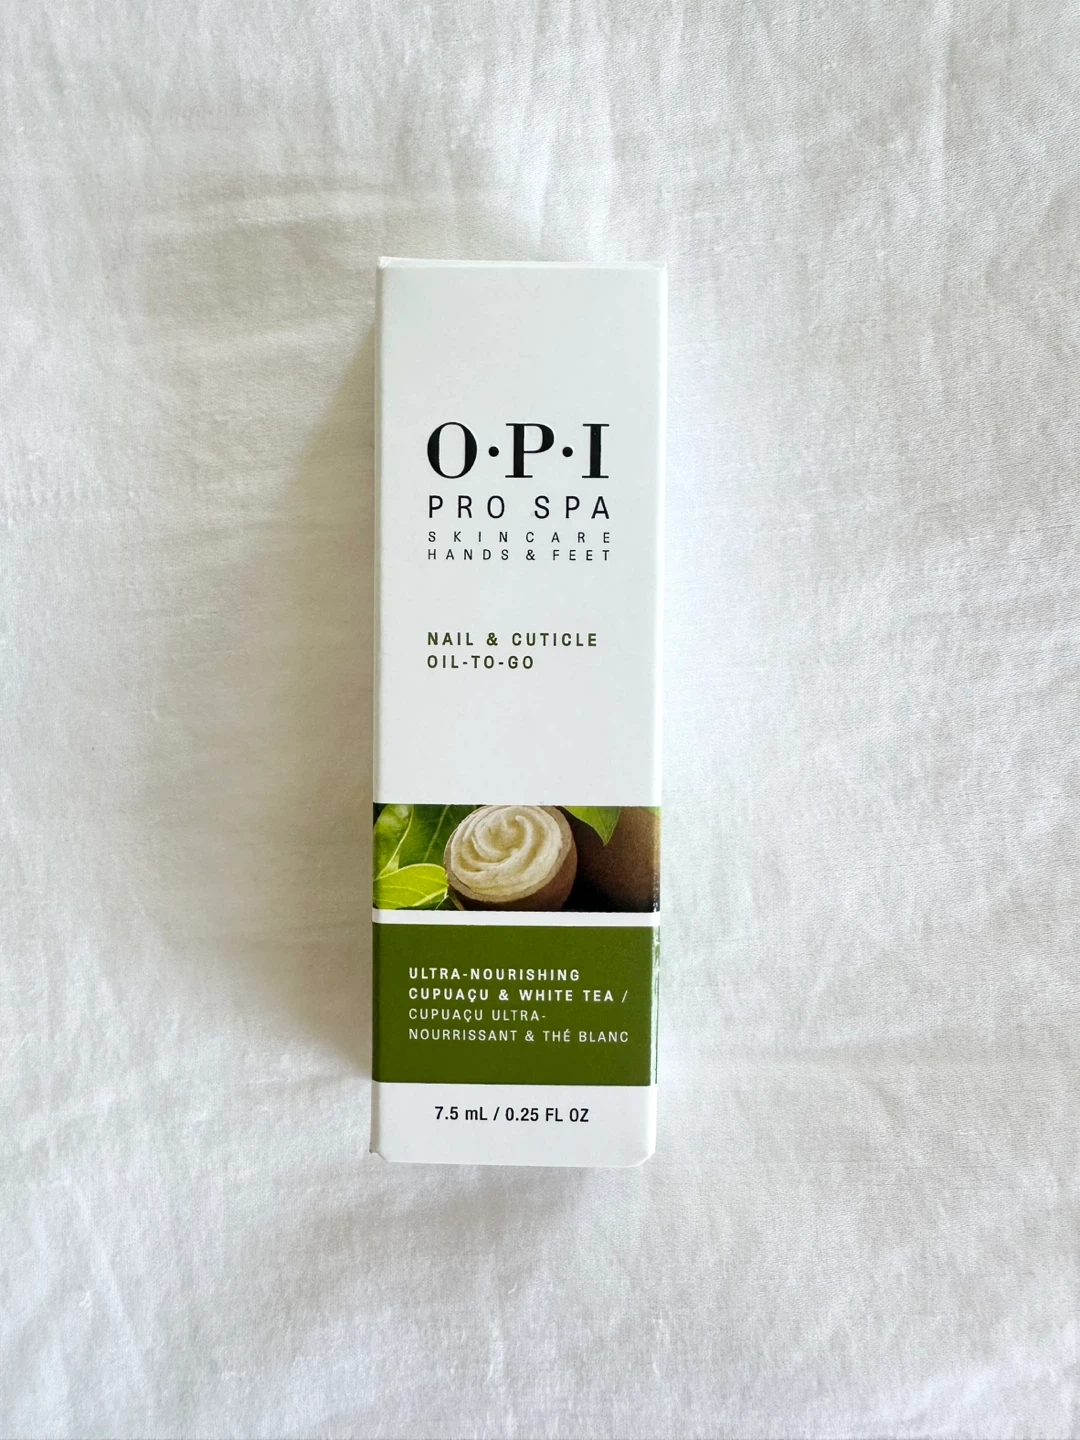 O·P·I
PRO SPA
SKINCARE
HANDS & FEET
NAIL & CUTICLE
OIL-TO-GO
ULTRA-NOURISHING
CUPUAÇU & WHITE TEA /
CUPUAÇU ULTRA-
NOURRISSANT & THÉ BLANC
7.5 mL / 0.25 FL OZ